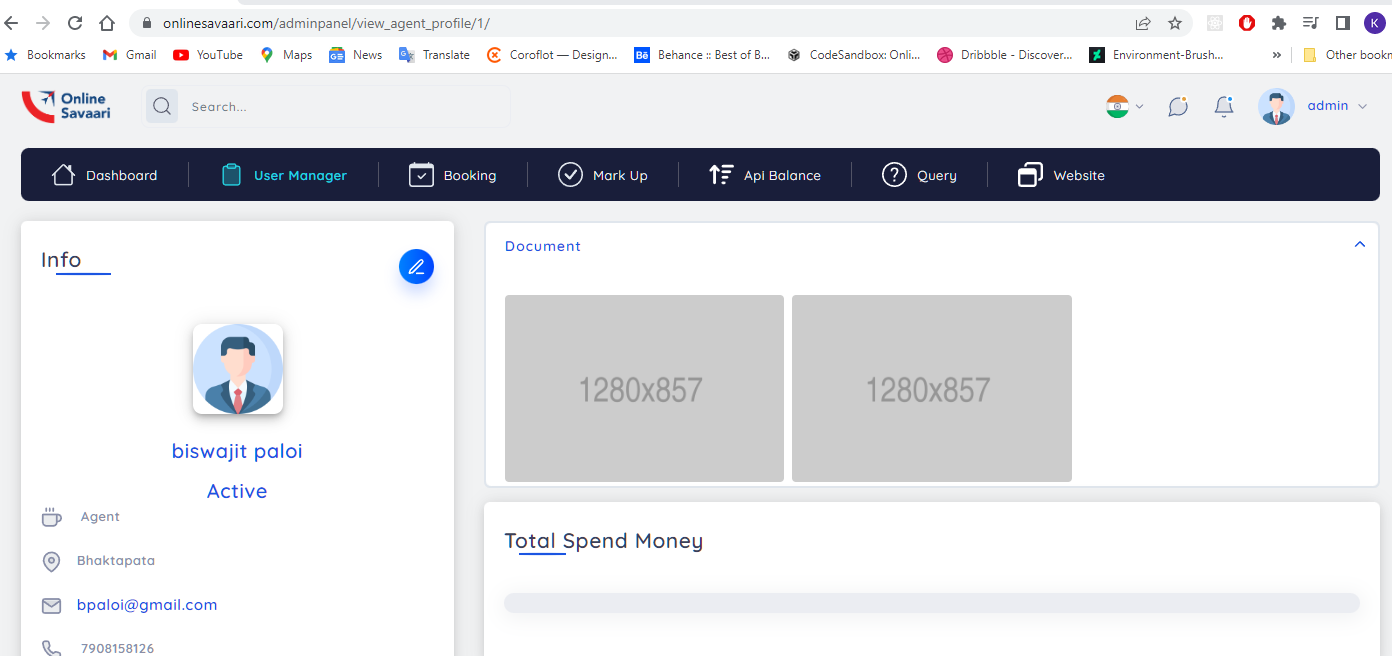 onlinesavaari.com/adminpanel/view_agent_profile/1/
K
Bookmarks Gmail YouTube Maps News Translate Coroflot — Design... Behance :: Best of B... CodeSandbox: Onli... Dribbble - Discover... Environment-Brush... » Other bookm
Online
Savaari
Search...
admin
Dashboard User Manager Booking Mark Up Api Balance Query Website
Info
biswajit paloi
Active
Agent
Bhaktapata
bpaloi@gmail.com
7908158126
Document
1280x857 1280x857
Total Spend Money